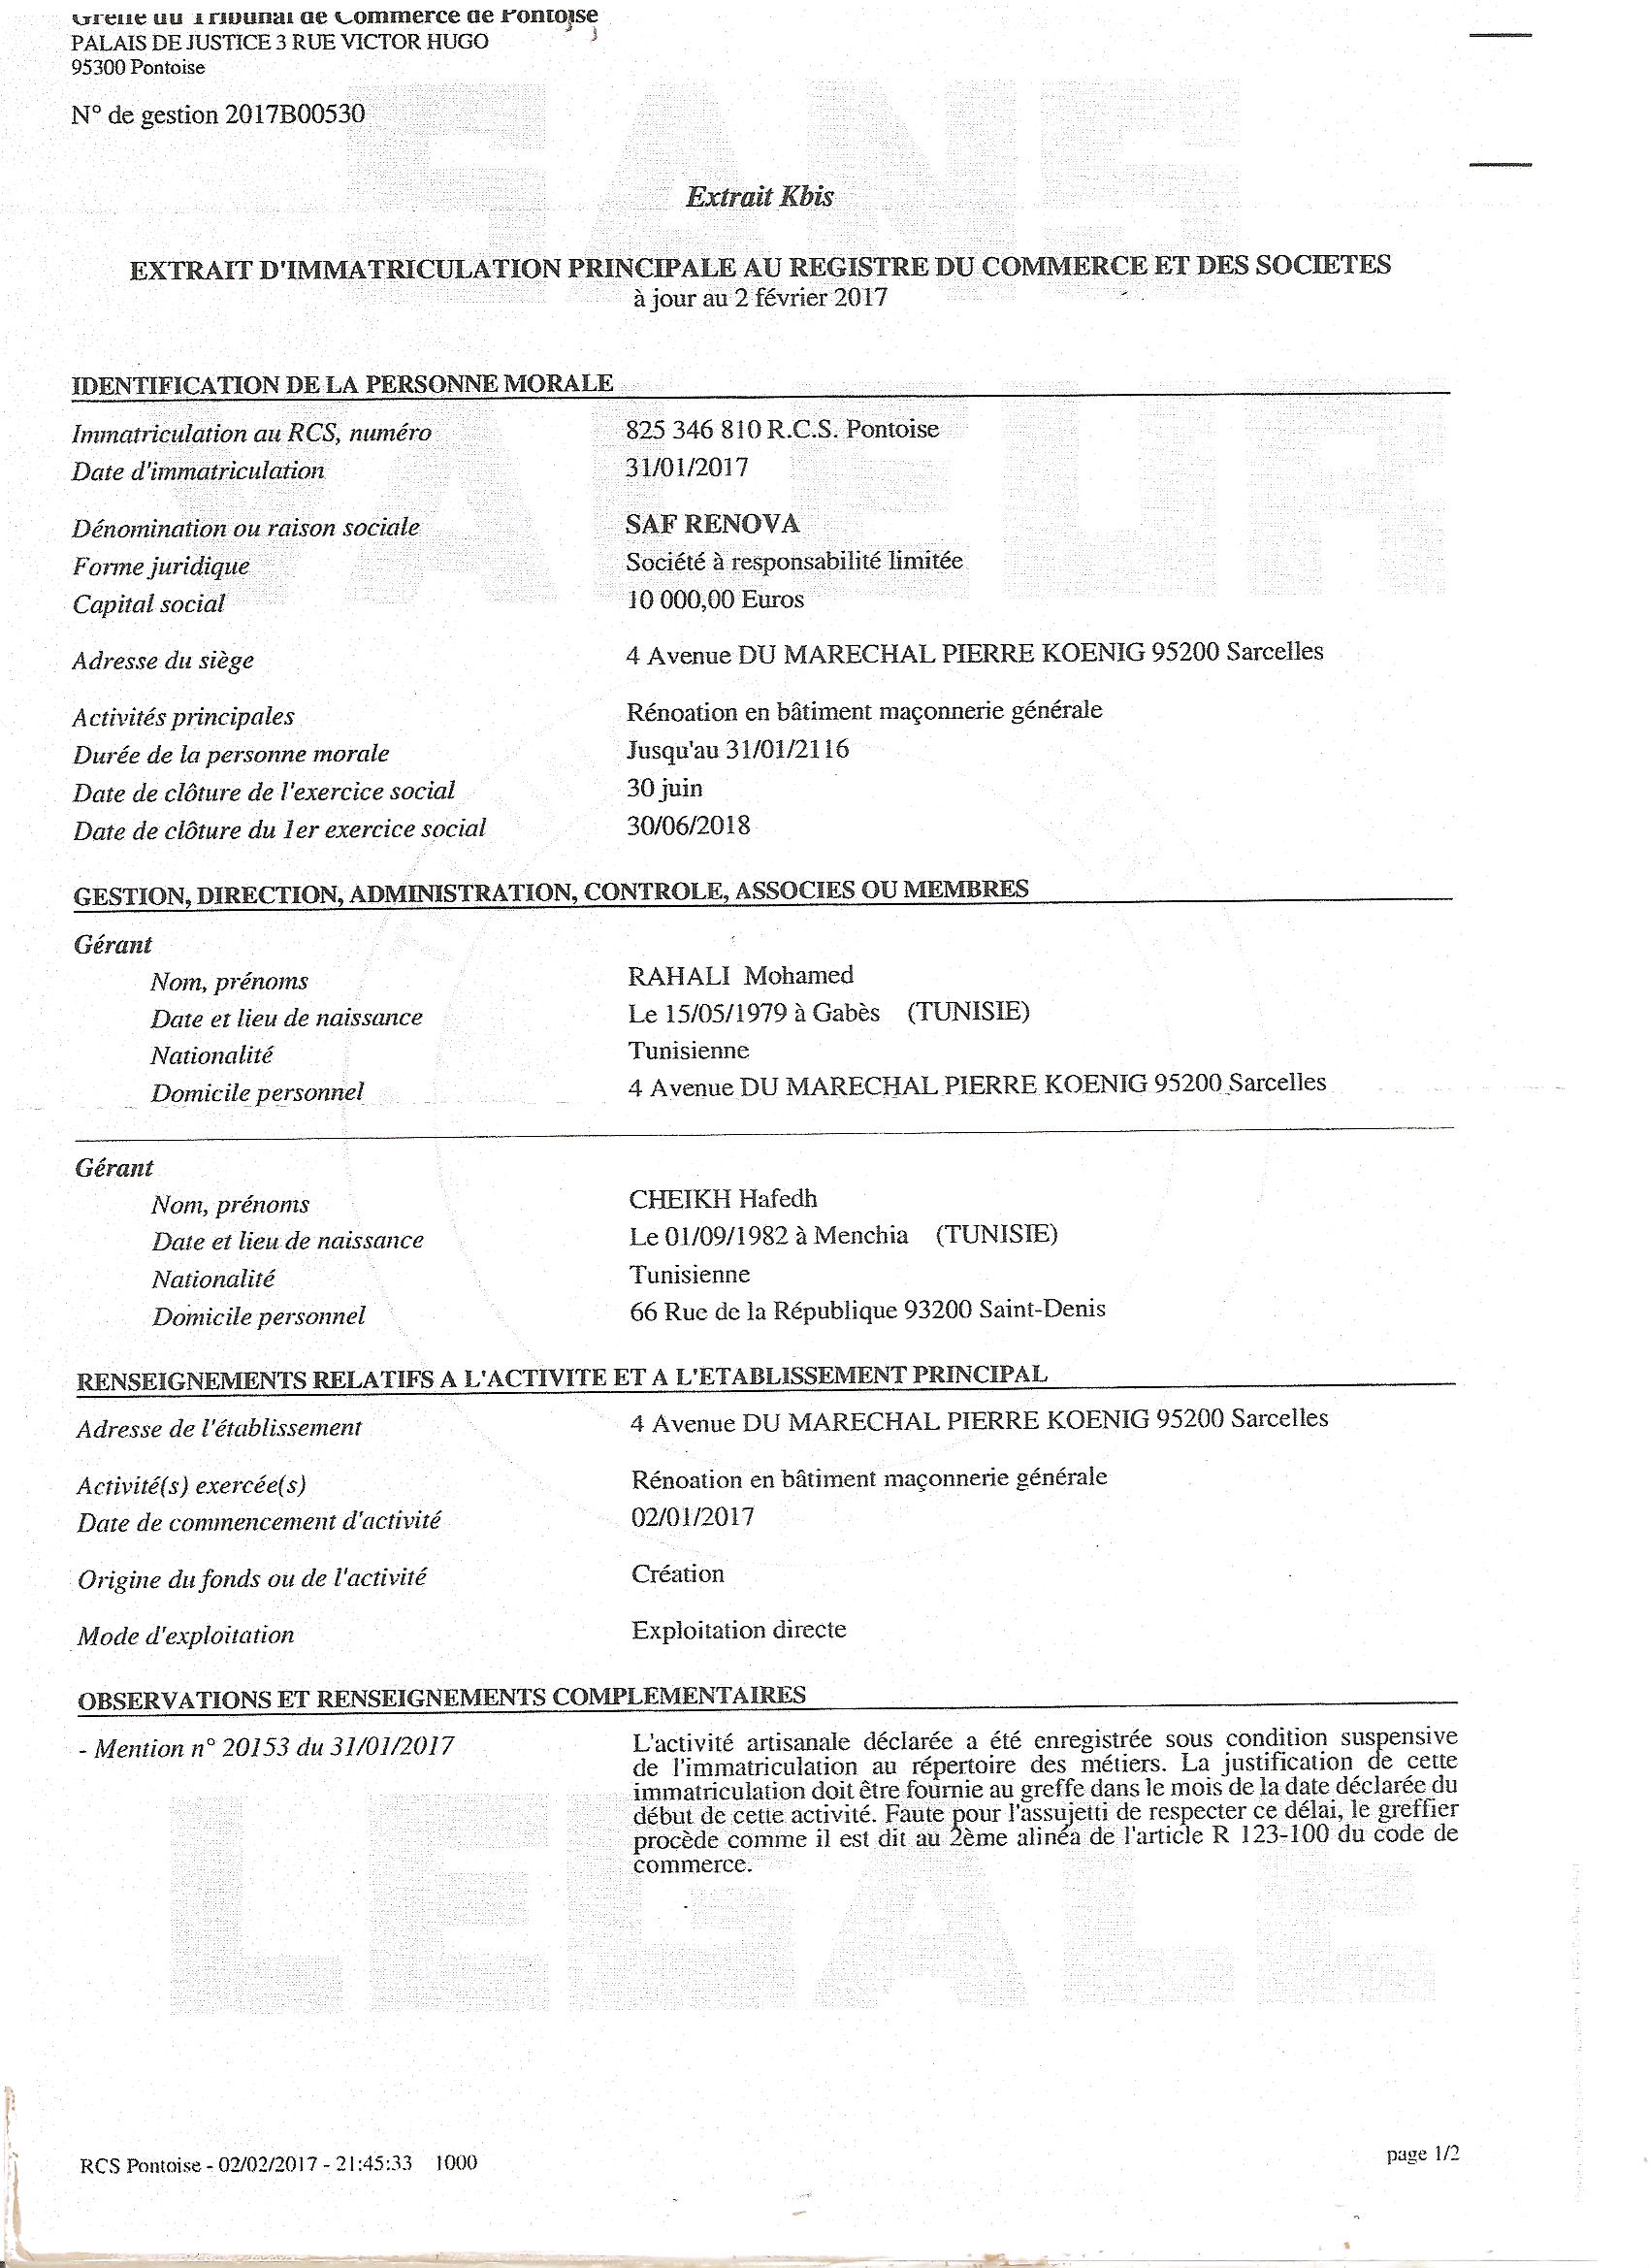 Greffe du Tribunal de Commerce de Pontoise
PALAIS DE JUSTICE 3 RUE VICTOR HUGO
95300 Pontoise
N° de gestion 2017B00530
Extrait Kbis
EXTRAIT D'IMMATRICULATION PRINCIPALE AU REGISTRE DU COMMERCE ET DES SOCIETES
à jour au 2 février 2017
IDENTIFICATION DE LA PERSONNE MORALE
Immatriculation au RCS, numéro 825 346 810 R.C.S. Pontoise
Date d'immatriculation 31/01/2017
Dénomination ou raison sociale SAF RENOVA
Forme juridique Société à responsabilité limitée
Capital social 10 000,00 Euros
Adresse du siège 4 Avenue DU MARECHAL PIERRE KOENIG 95200 Sarcelles
Activités principales Rénoation en bâtiment maçonnerie générale
Durée de la personne morale Jusqu'au 31/01/2116
Date de clôture de l'exercice social 30 juin
Date de clôture du 1er exercice social 30/06/2018
GESTION, DIRECTION, ADMINISTRATION, CONTROLE, ASSOCIES OU MEMBRES
Gérant
Nom, prénoms RAHALI Mohamed
Date et lieu de naissance Le 15/05/1979 à Gabès (TUNISIE)
Nationalité Tunisienne
Domicile personnel 4 Avenue DU MARECHAL PIERRE KOENIG 95200 Sarcelles
Gérant
Nom, prénoms CHEIKH Hafedh
Date et lieu de naissance Le 01/09/1982 à Menchia (TUNISIE)
Nationalité Tunisienne
Domicile personnel 66 Rue de la République 93200 Saint-Denis
RENSEIGNEMENTS RELATIFS A L'ACTIVITE ET A L'ETABLISSEMENT PRINCIPAL
Adresse de l'établissement 4 Avenue DU MARECHAL PIERRE KOENIG 95200 Sarcelles
Activité(s) exercée(s) Rénoation en bâtiment maçonnerie générale
Date de commencement d'activité 02/01/2017
Origine du fonds ou de l'activité Création
Mode d'exploitation Exploitation directe
OBSERVATIONS ET RENSEIGNEMENTS COMPLEMENTAIRES
- Mention n° 20153 du 31/01/2017 L'activité artisanale déclarée a été enregistrée sous condition suspensive
de l'immatriculation au répertoire des métiers. La justification de cette
immatriculation doit être fournie au greffe dans le mois de la date déclarée du
début de cette activité. Faute pour l'assujetti de respecter ce délai, le greffier
procède comme il est dit au 2ème alinéa de l'article R 123-100 du code de
commerce.
LEGALE
RCS Pontoise - 02/02/2017 - 21:45:33 1000
page 1/2